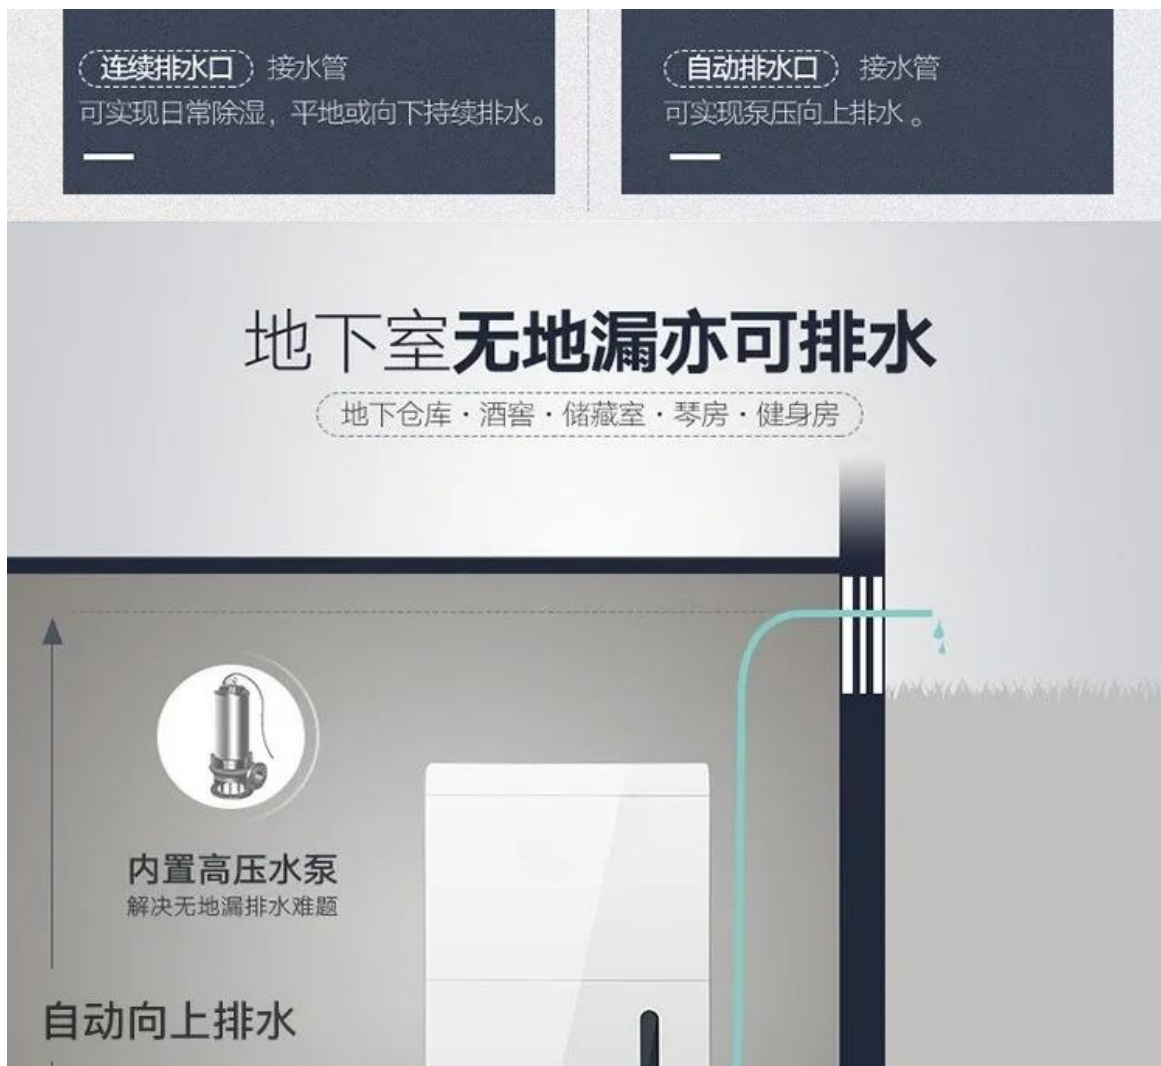 连续排水口 接水管
可实现日常除湿，平地或向下持续排水。
自动排水口 接水管
可实现泵压向上排水。
地下室无地漏亦可排水
地下仓库·酒窖·储藏室·琴房·健身房
内置高压水泵
解决无地漏排水难题
自动向上排水